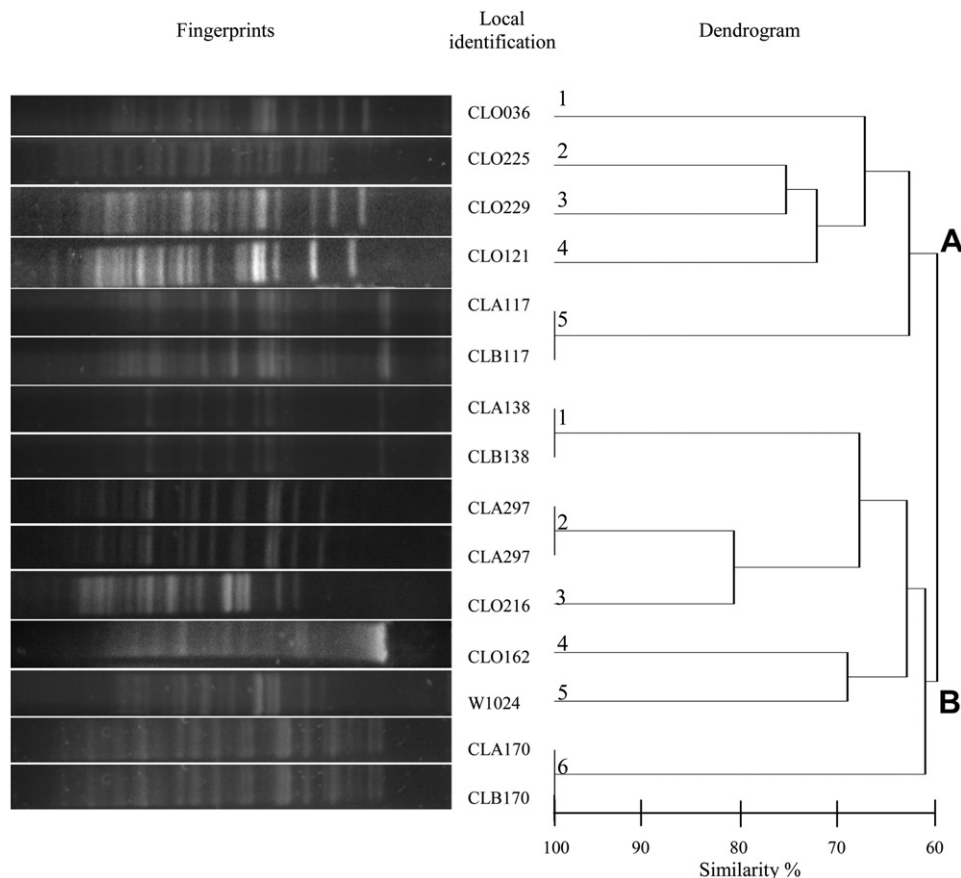 Fingerprints
Local
identification
Dendrogram
CLO036
CLO225
CLO229
CLO121
CLA117
CLB117
CLA138
CLB138
CLA297
CLA297
CLO216
CLO162
W1024
CLA170
CLB170
1
2
3
4
5
1
2
3
4
5
6
A
B
100 90 80 70 60
Similarity %